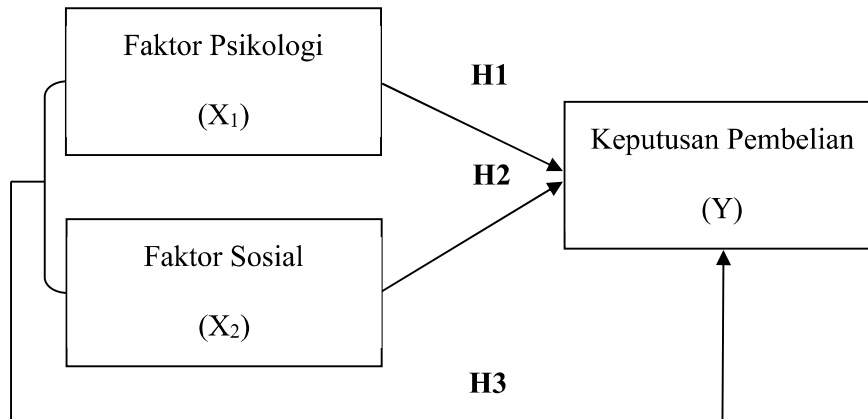 Faktor Psikologi
(X₁)
H1
Keputusan Pembelian
(Y)
H2
Faktor Sosial
(X₂)
H3